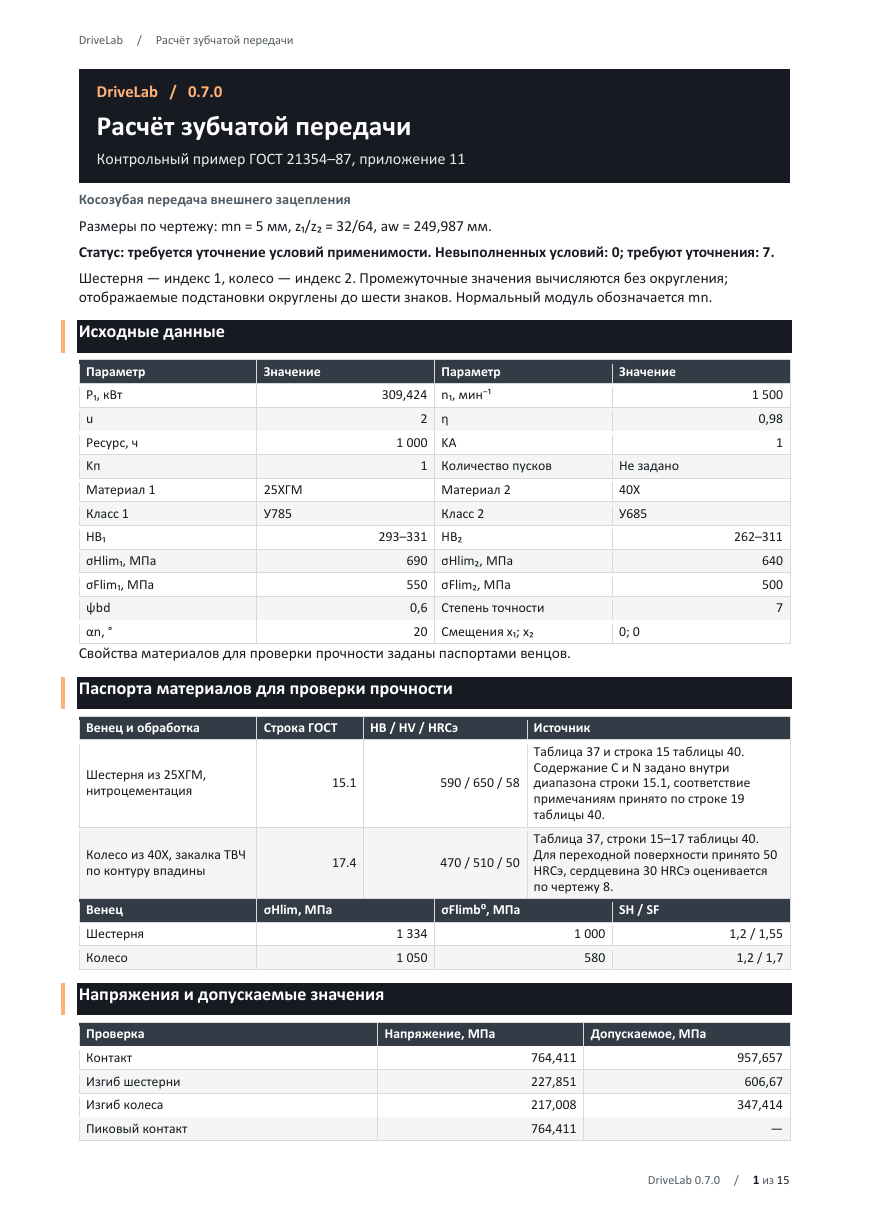 DriveLab / Расчёт зубчатой передачи
DriveLab / 0.7.0
Расчёт зубчатой передачи
Контрольный пример ГОСТ 21354–87, приложение 11
Косозубая передача внешнего зацепления
Размеры по чертежу: mn = 5 мм, z₁/z₂ = 32/64, aw = 249,987 мм.
Статус: требуется уточнение условий применимости. Невыполненных условий: 0; требуют уточнения: 7.
Шестерня — индекс 1, колесо — индекс 2. Промежуточные значения вычисляются без округления;
отображаемые подстановки округлены до шести знаков. Нормальный модуль обозначается mn.
Исходные данные
Параметр Значение Параметр Значение
P₁, кВт 309,424 n₁, мин⁻¹ 1 500
u 2 η 0,98
Ресурс, ч 1 000 KA 1
Kп 1 Количество пусков Не задано
Материал 1 25ХГМ Материал 2 40Х
Класс 1 У785 Класс 2 У685
HB₁ 293–331 HB₂ 262–311
σHlim₁, МПа 690 σHlim₂, МПа 640
σFlim₁, МПа 550 σFlim₂, МПа 500
ψbd 0,6 Степень точности 7
αn, ° 20 Смещения x₁; x₂ 0; 0
Свойства материалов для проверки прочности заданы паспортами венцов.
Паспорта материалов для проверки прочности
Венец и обработка Строка ГОСТ HB / HV / HRCэ Источник
Шестерня из 25ХГМ,
нитроцементация 15.1 590 / 650 / 58
Таблица 37 и строка 15 таблицы 40.
Содержание C и N задано внутри
диапазона строки 15.1, соответствие
примечаниям принято по строке 19
таблицы 40.
Колесо из 40Х, закалка ТВЧ
по контуру впадины 17.4 470 / 510 / 50
Таблица 37, строки 15–17 таблицы 40.
Для переходной поверхности принято 50
HRCэ, сердцевина 30 HRCэ оценивается
по чертежу 8.
Венец σHlim, МПа σFlimb⁰, МПа SH / SF
Шестерня 1 334 1 000 1,2 / 1,55
Колесо 1 050 580 1,2 / 1,7
Напряжения и допускаемые значения
Проверка Напряжение, МПа Допускаемое, МПа
Контакт 764,411 957,657
Изгиб шестерни 227,851 606,67
Изгиб колеса 217,008 347,414
Пиковый контакт 764,411 —
DriveLab 0.7.0 / 1 из 15